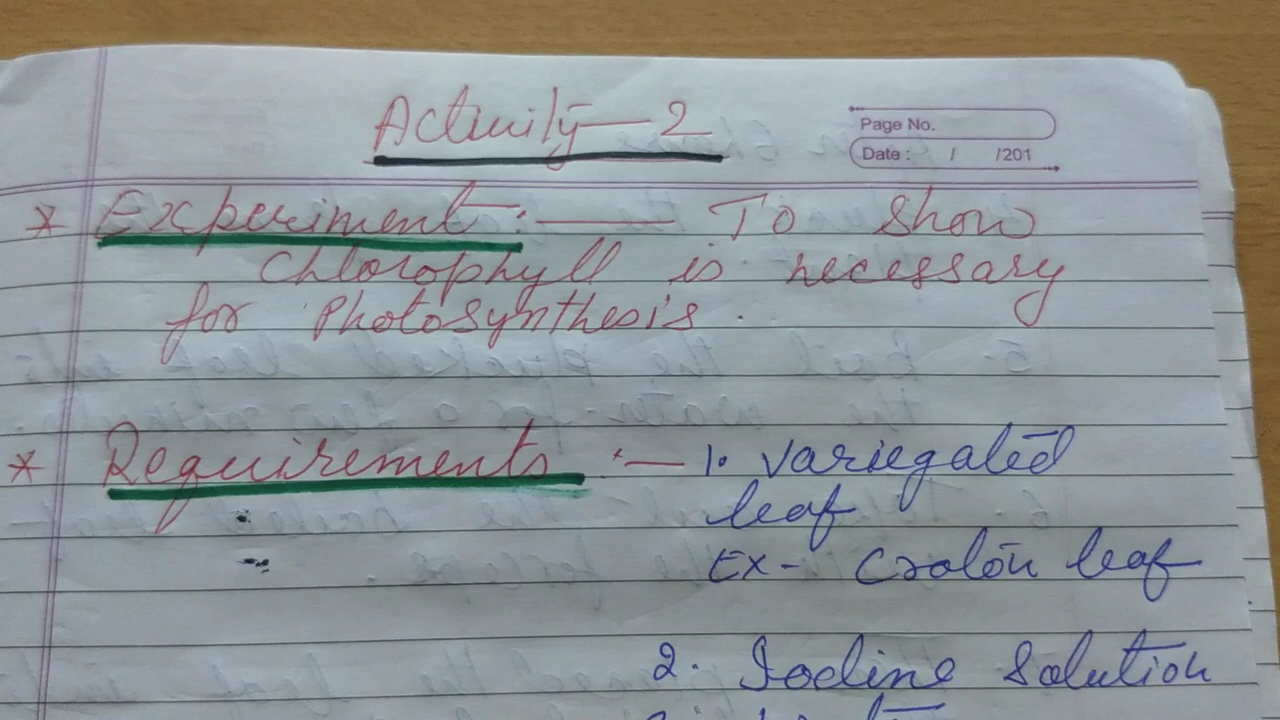 Activity - 2
Page No.
Date : / /201
* Experiment :- To Show
Chlorophyll is necessary
for Photosynthesis.
* Requirements :- 1. Variegated
leaf
Ex- Croton leaf
2. Iodine Solution